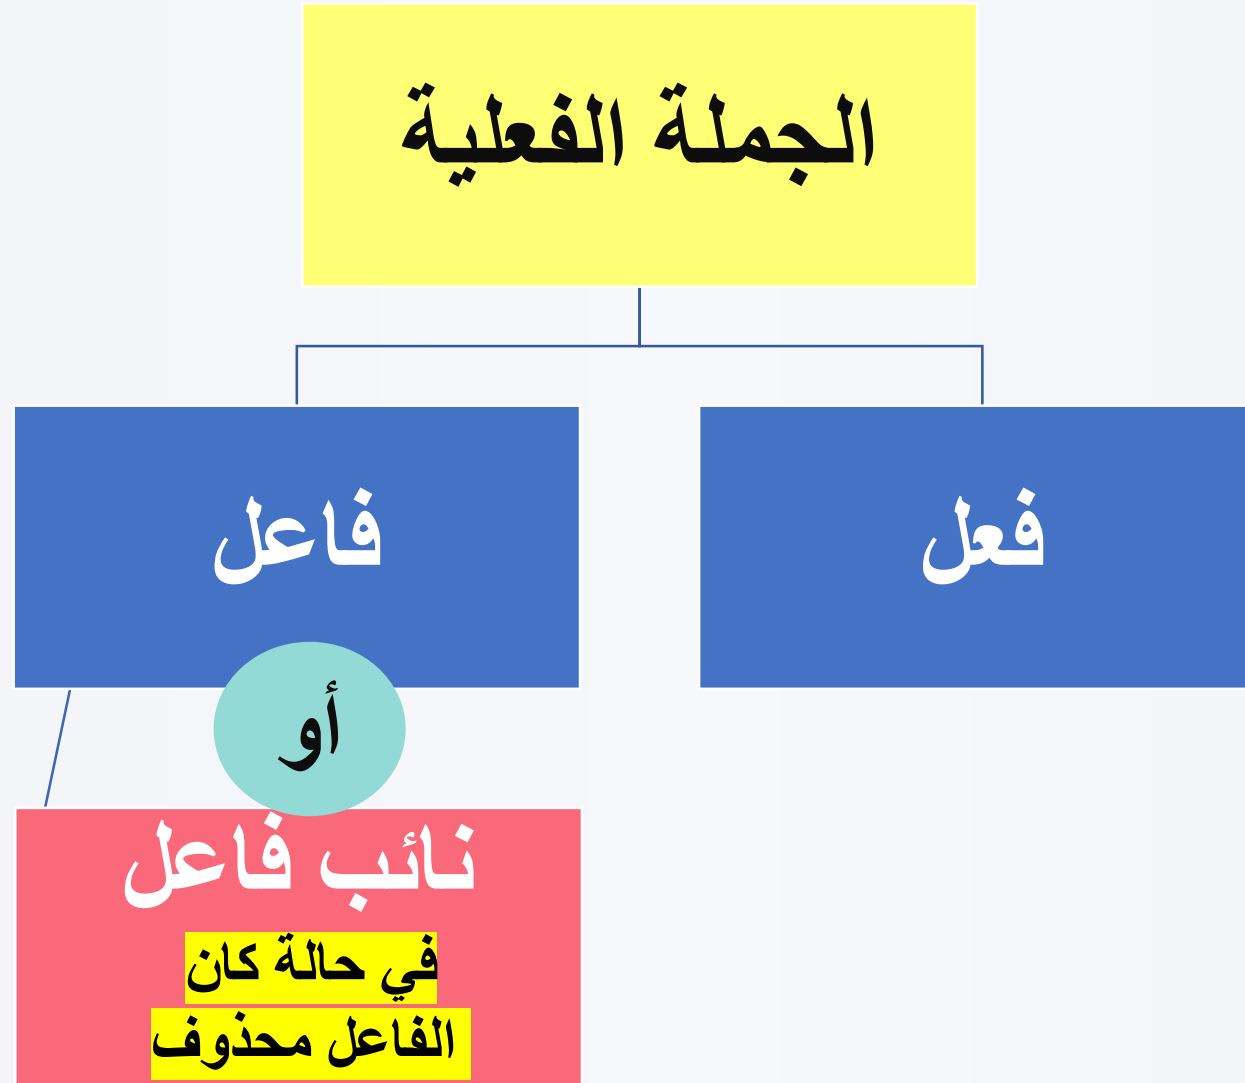 الجملة الفعلية
فعل
فاعل
أو
نائب فاعل
في حالة كان
الفاعل محذوف